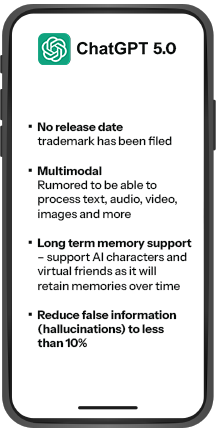 ChatGPT 5.0
▪ No release date
trademark has been filed
▪ Multimodal
Rumored to be able to
process text, audio, video,
images and more
▪ Long term memory support
– support AI characters and
virtual friends as it will
retain memories over time
▪ Reduce false information
(hallucinations) to less
than 10%